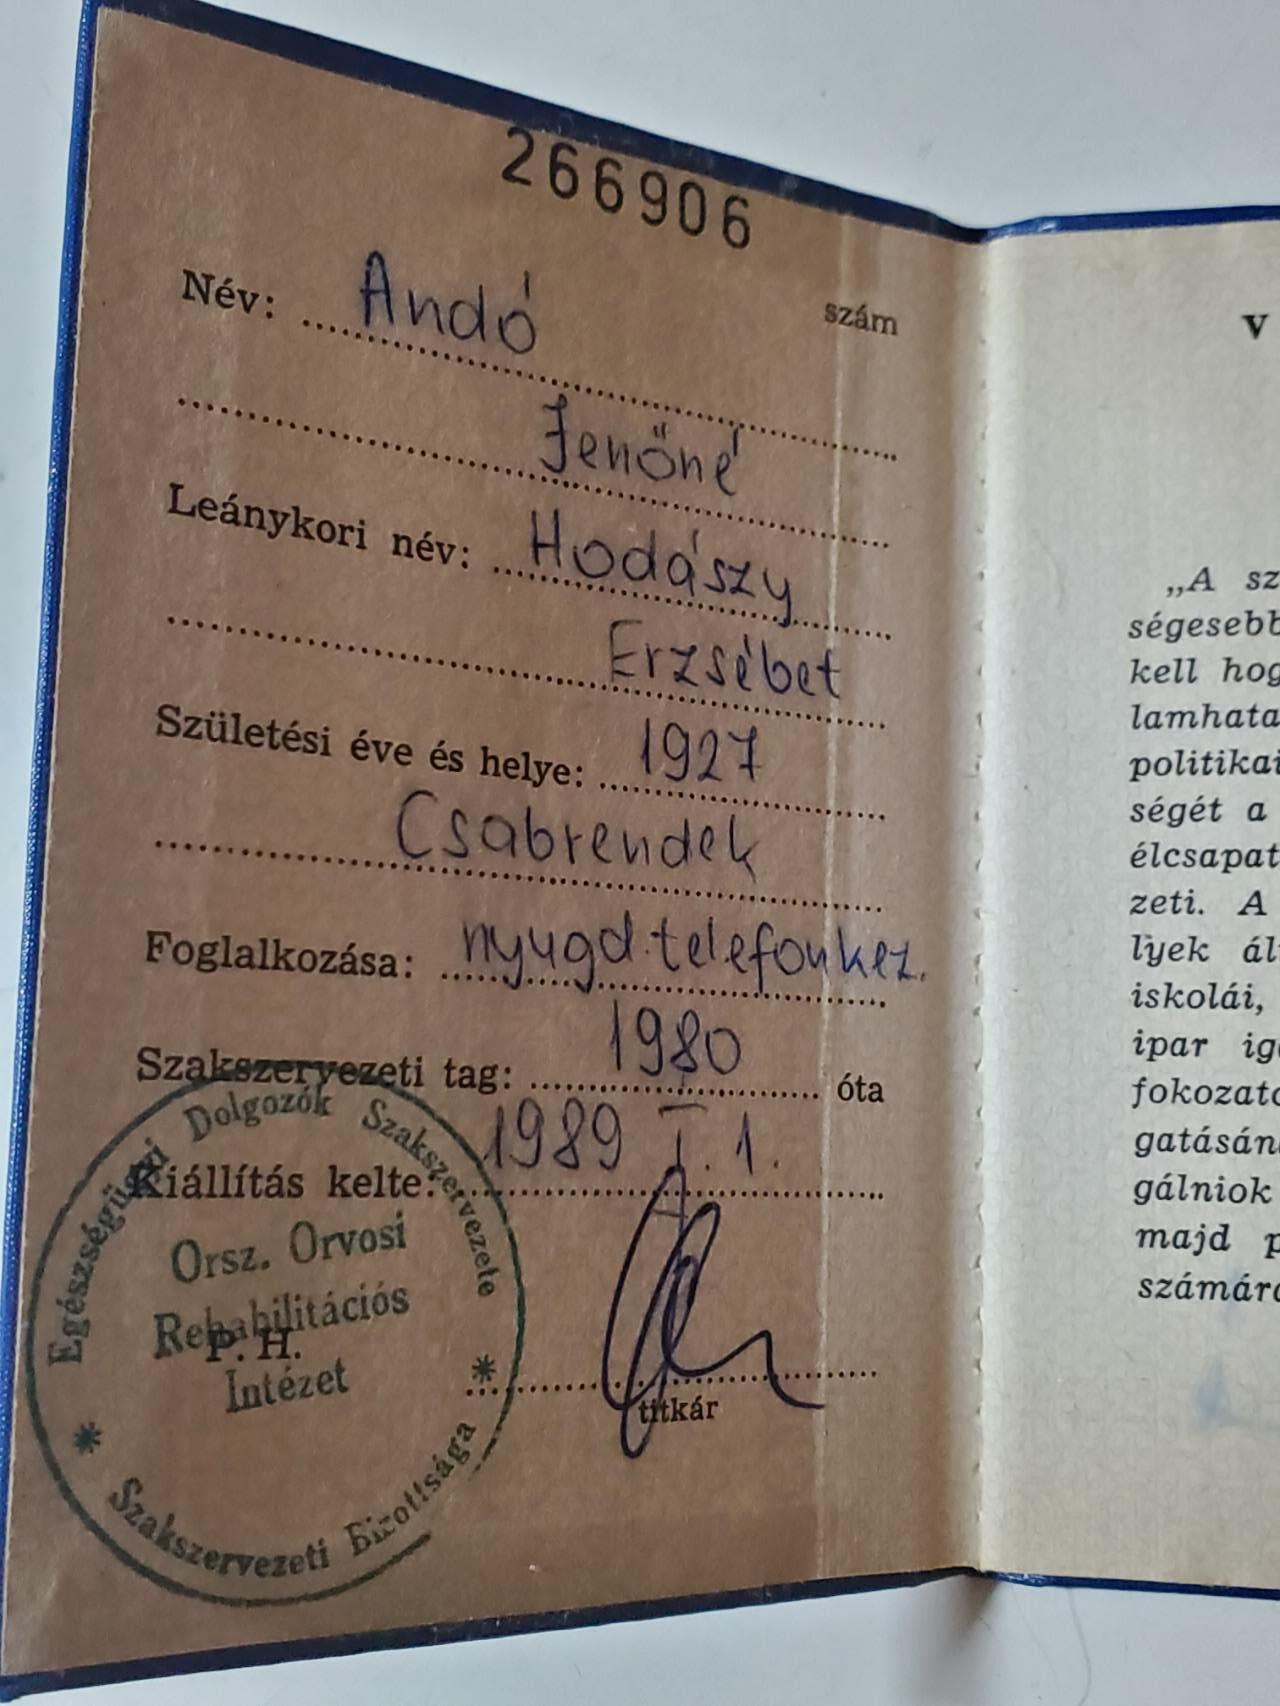 266906
szám
Név: Andó
Jenőné
Leánykori név: Hodászy
Erzsébet
Születési éve és helye: 1927
Csabrendek
Foglalkozása: nyugd. telefonkez.
Szakszervezeti tag: 1980 óta
Kiállítás kelte: 1989 I. 1.
P. H.
titkár
Egészségügyi Dolgozók Szakszervezete
Orsz. Orvosi
Rehabilitációs
Intézet
* Szakszervezeti Bizottsága *
V
„A sz
ségesebb
kell hog
lamhata
politikai
ségét a
élcsapat
zeti. A
lyek ál
iskolái,
ipar ig
fokozato
gatásán
gálniok
majd p
számára